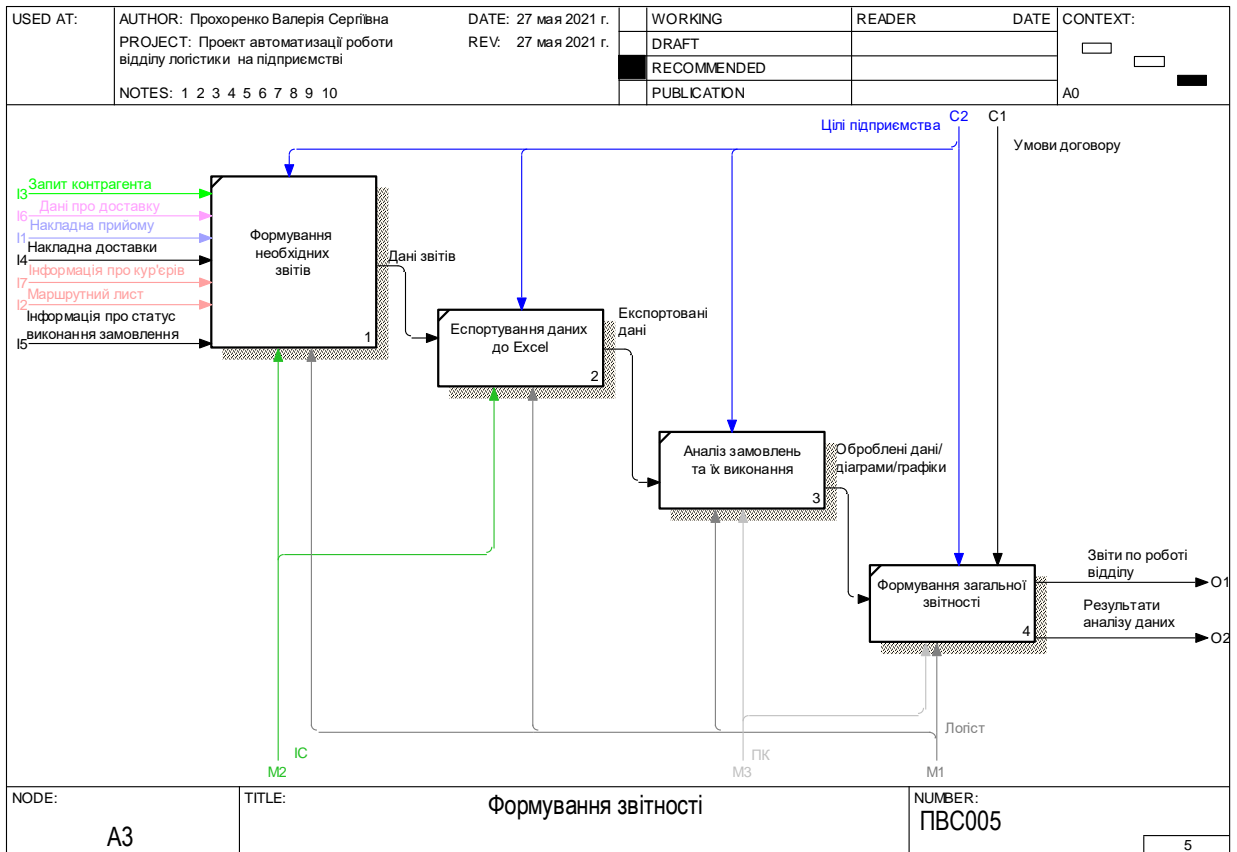 USED AT:
AUTHOR: Прохоренко Валерія Сергіївна
DATE: 27 мая 2021 г.
PROJECT: Проект автоматизації роботи
відділу логістики на підприємстві
REV: 27 мая 2021 г.
NOTES: 1 2 3 4 5 6 7 8 9 10
WORKING
DRAFT
RECOMMENDED
PUBLICATION
READER DATE
CONTEXT:
A0
Цілі підприємства
C2
C1
Умови договору
I3 Запит контрагента
I6 Дані про доставку
I1 Накладна прийому
I4 Накладна доставки
I7 Інформація про кур'єрів
I2 Маршрутний лист
Інформація про статус
I5 виконання замовлення
Формування
необхідних
звітів
1
Дані звітів
Еспортування даних
до Excel
2
Експортовані
дані
Аналіз замовлень
та їх виконання
3
Оброблені дані/
діаграми/графіки
Формування загальної
звітності
4
Звіти по роботі
відділу
O1
Результати
аналізу даних
O2
Логіст
ІС
ПК
M2
M3
M1
NODE:
A3
TITLE:
Формування звітності
NUMBER:
ПВС005
5